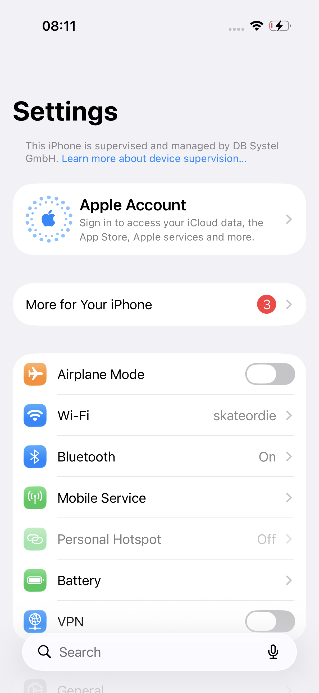 08:11
Settings
This iPhone is supervised and managed by DB Systel
GmbH. Learn more about device supervision...
Apple Account
Sign in to access your iCloud data, the
App Store, Apple services and more.
More for Your iPhone 3
Airplane Mode
Wi-Fi skateordie
Bluetooth On
Mobile Service
Personal Hotspot Off
Battery
VPN
Search
General